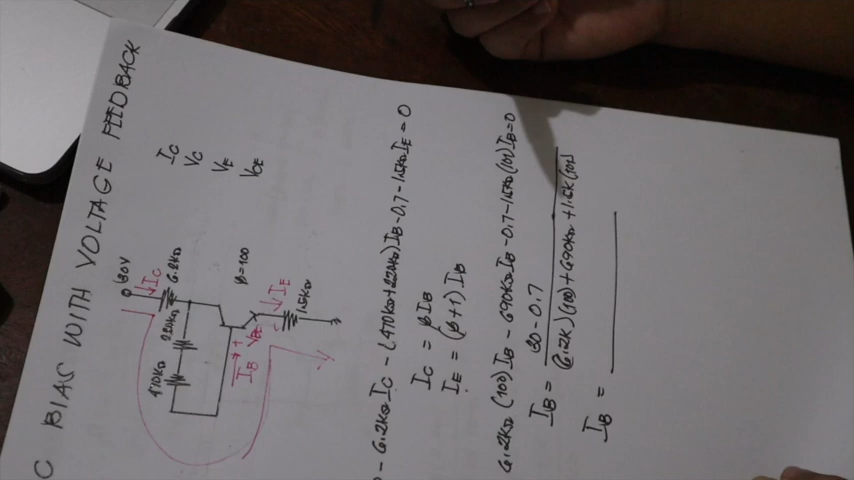 C BIAS WITH VOLTAGE FEEDBACK
30V
IC
6.2KΩ
470KΩ
220KΩ
β=100
IB
+
VBE
-
IE
1.5KΩ
IC
VC
VE
VCE
- 6.2KΩ IC - (470KΩ+220KΩ) IB - 0.7 - 1.5KΩ IE = 0
IC = β IB
IE = (β+1) IB
6.2KΩ (100) IB - 690KΩ IB - 0.7 - 1.5KΩ (101) IB = 0
IB = 30 - 0.7
(6.2K)(100) + 690KΩ + 1.5K (101)
IB =